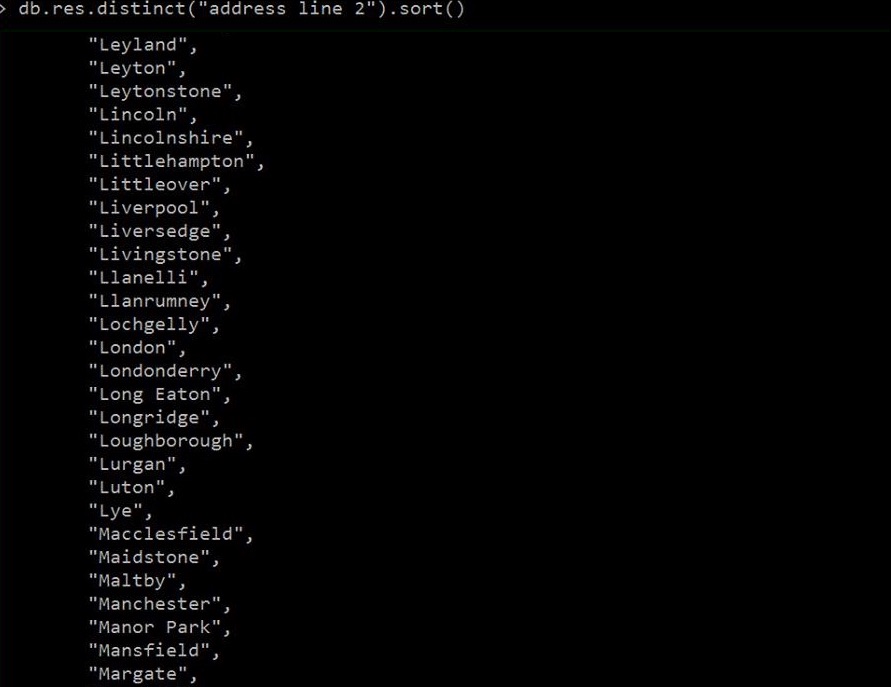 > db.res.distinct("address line 2").sort()
"Leyland",
"Leyton",
"Leytonstone",
"Lincoln",
"Lincolnshire",
"Littlehampton",
"Littleover",
"Liverpool",
"Liversedge",
"Livingstone",
"Llanelli",
"Llanrumney",
"Lochgelly",
"London",
"Londonderry",
"Long Eaton",
"Longridge",
"Loughborough",
"Lurgan",
"Luton",
"Lye",
"Macclesfield",
"Maidstone",
"Maltby",
"Manchester",
"Manor Park",
"Mansfield",
"Margate",